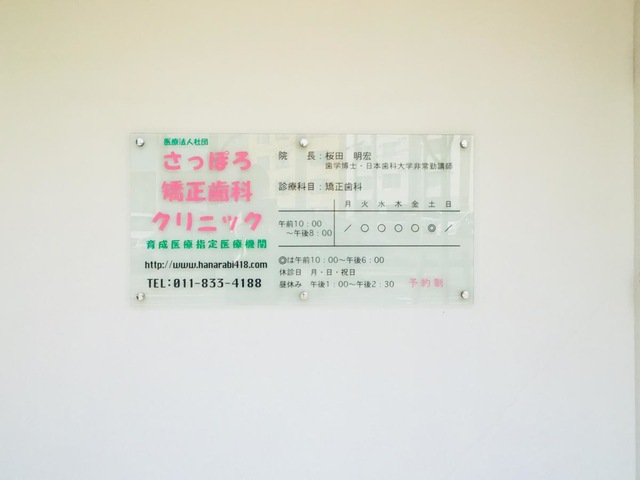 医療法人社団
さっぽろ
矯正歯科
クリニック
育成医療指定医療機関
http://www.hanarabi418.com
TEL:011-833-4188
院　長：桜田　明宏
歯学博士・日本歯科大学非常勤講師
診療科目：矯正歯科
月 火 水 木 金 土 日
午前10：00
～午後8：00
／ ○ ○ ○ ○ ◎ ／
◎は午前10：00～午後6：00
休診日　月・日・祝日
昼休み　午後1：00～午後2：30
予約制